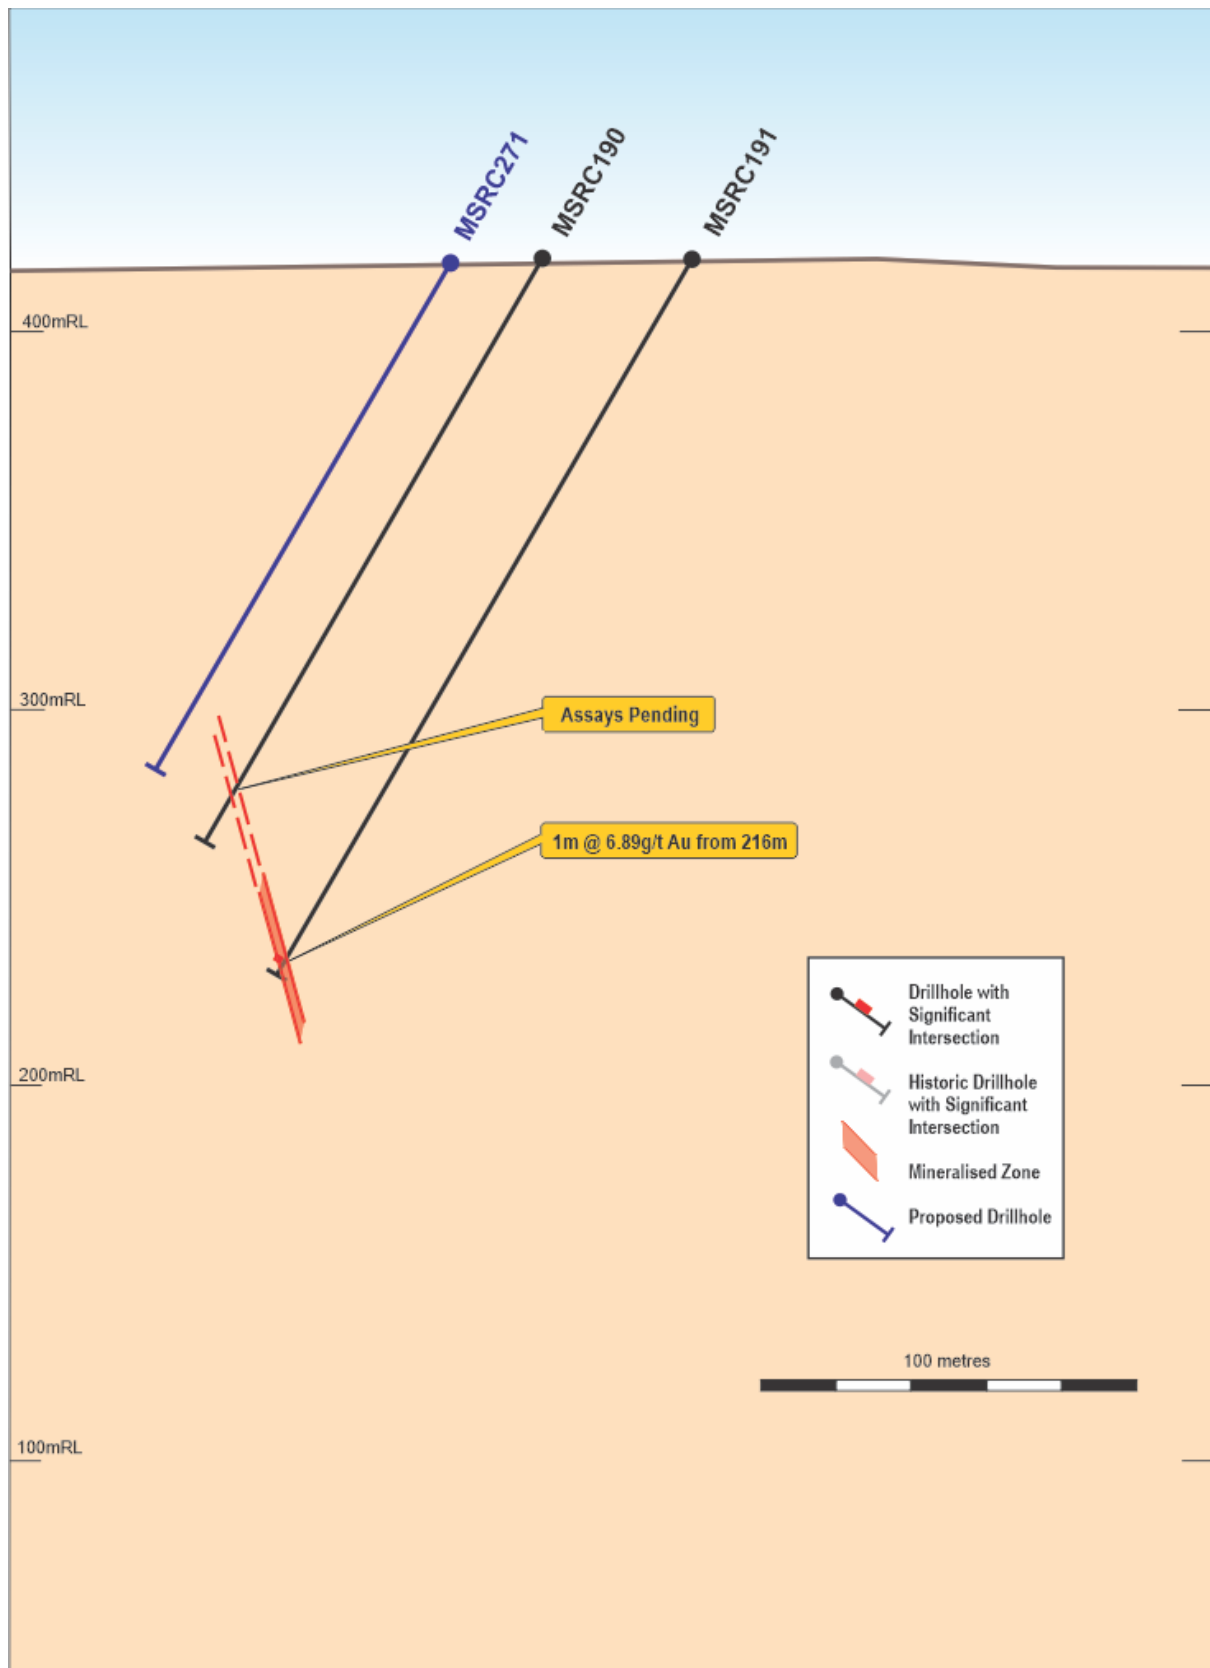 MSRC271
MSRC190
MSRC191
400mRL
300mRL
Assays Pending
1m @ 6.89g/t Au from 216m
200mRL
Drillhole with
Significant
Intersection
Historic Drillhole
with Significant
Intersection
Mineralised Zone
Proposed Drillhole
100 metres
100mRL